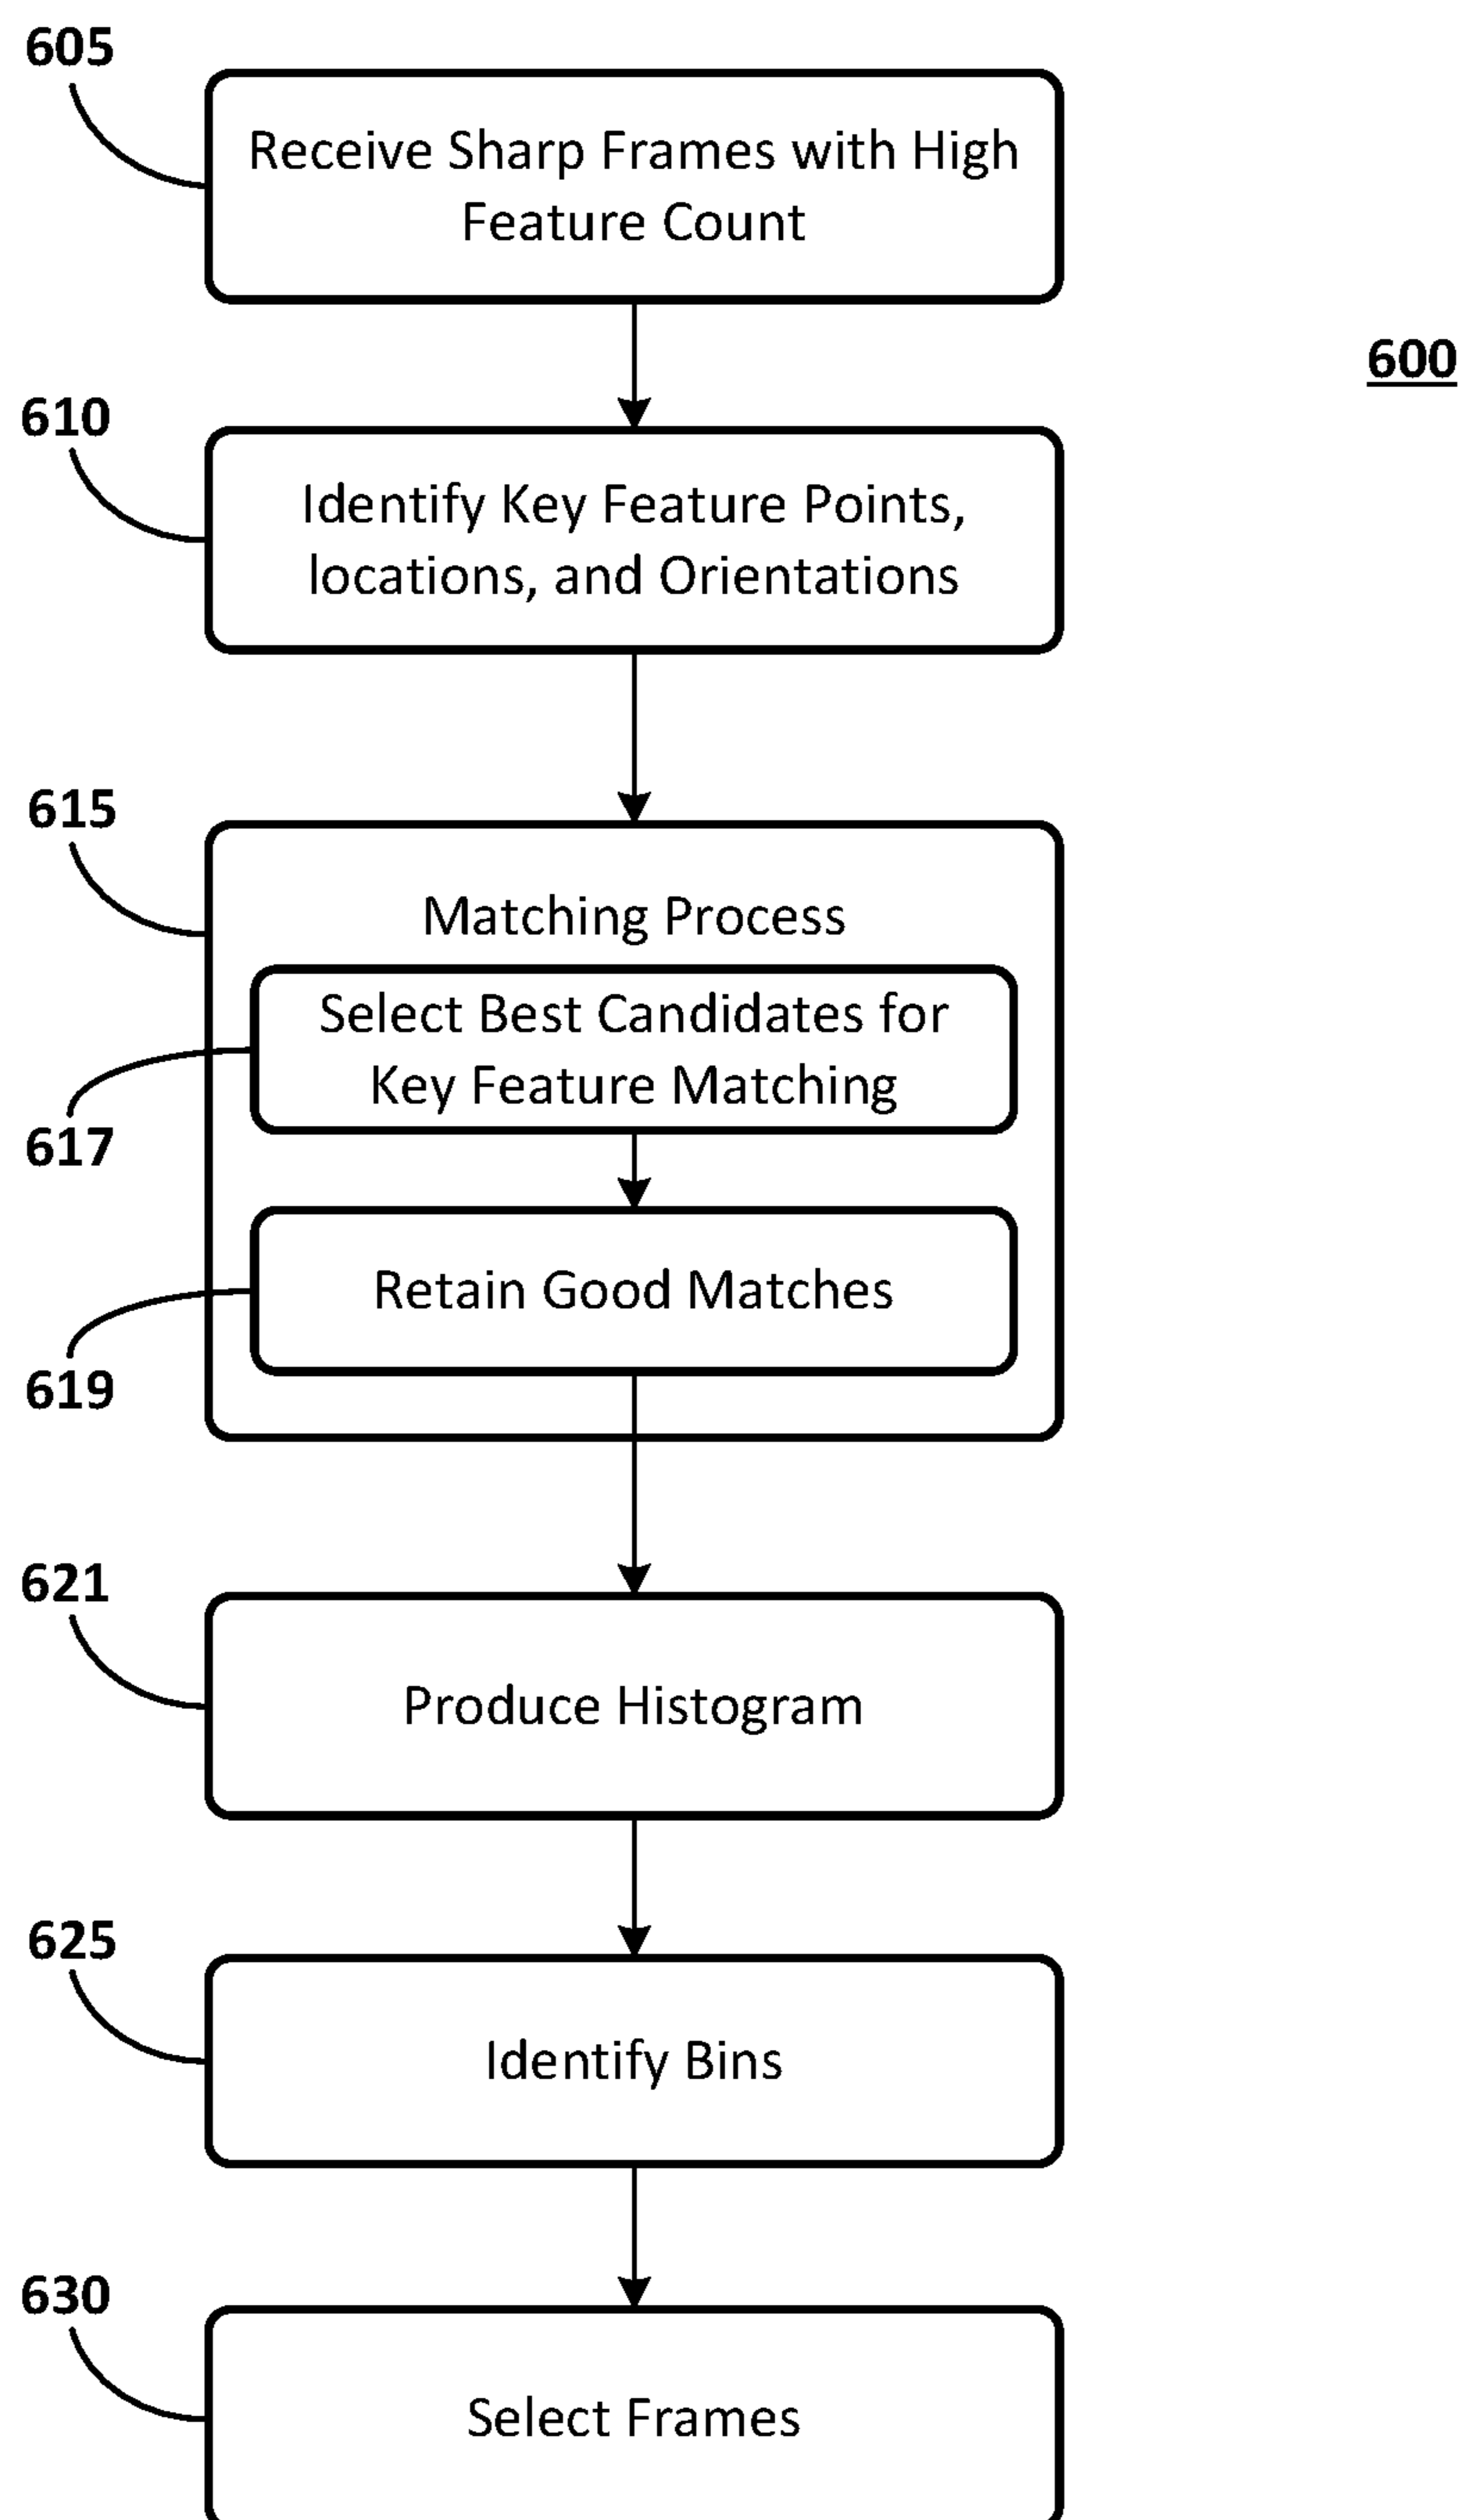 605
Receive Sharp Frames with High
Feature Count
600
610
Identify Key Feature Points,
locations, and Orientations
615
Matching Process
Select Best Candidates for
Key Feature Matching
617
Retain Good Matches
619
621
Produce Histogram
625
Identify Bins
630
Select Frames